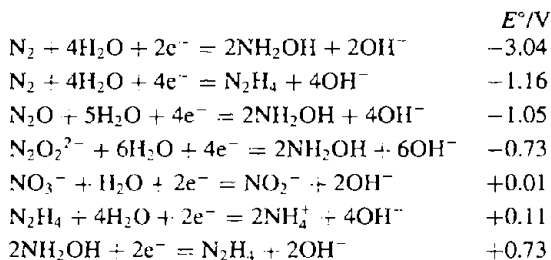 E°/V
N₂ + 4H₂O + 2e⁻ = 2NH₂OH + 2OH⁻ −3.04
N₂ + 4H₂O + 4e⁻ = N₂H₄ + 4OH⁻ −1.16
N₂O + 5H₂O + 4e⁻ = 2NH₂OH + 4OH⁻ −1.05
N₂O₂²⁻ + 6H₂O + 4e⁻ = 2NH₂OH + 6OH⁻ −0.73
NO₃⁻ + H₂O + 2e⁻ = NO₂⁻ + 2OH⁻ +0.01
N₂H₄ + 4H₂O + 2e⁻ = 2NH₄⁺ + 4OH⁻ +0.11
2NH₂OH + 2e⁻ = N₂H₄ + 2OH⁻ +0.73